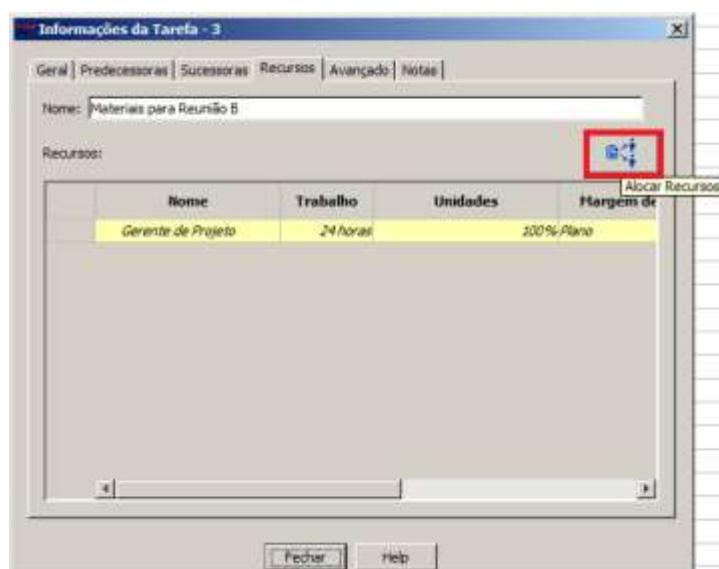 Informações da Tarefa - 3
Geral Predecessoras Sucessoras Recursos Avançado Notas
Nome: Materiais para Reunião B
Recursos:
Alocar Recursos
Nome Trabalho Unidades Margem de
Gerente de Projeto 24 horas 100% Plano
Fechar Help